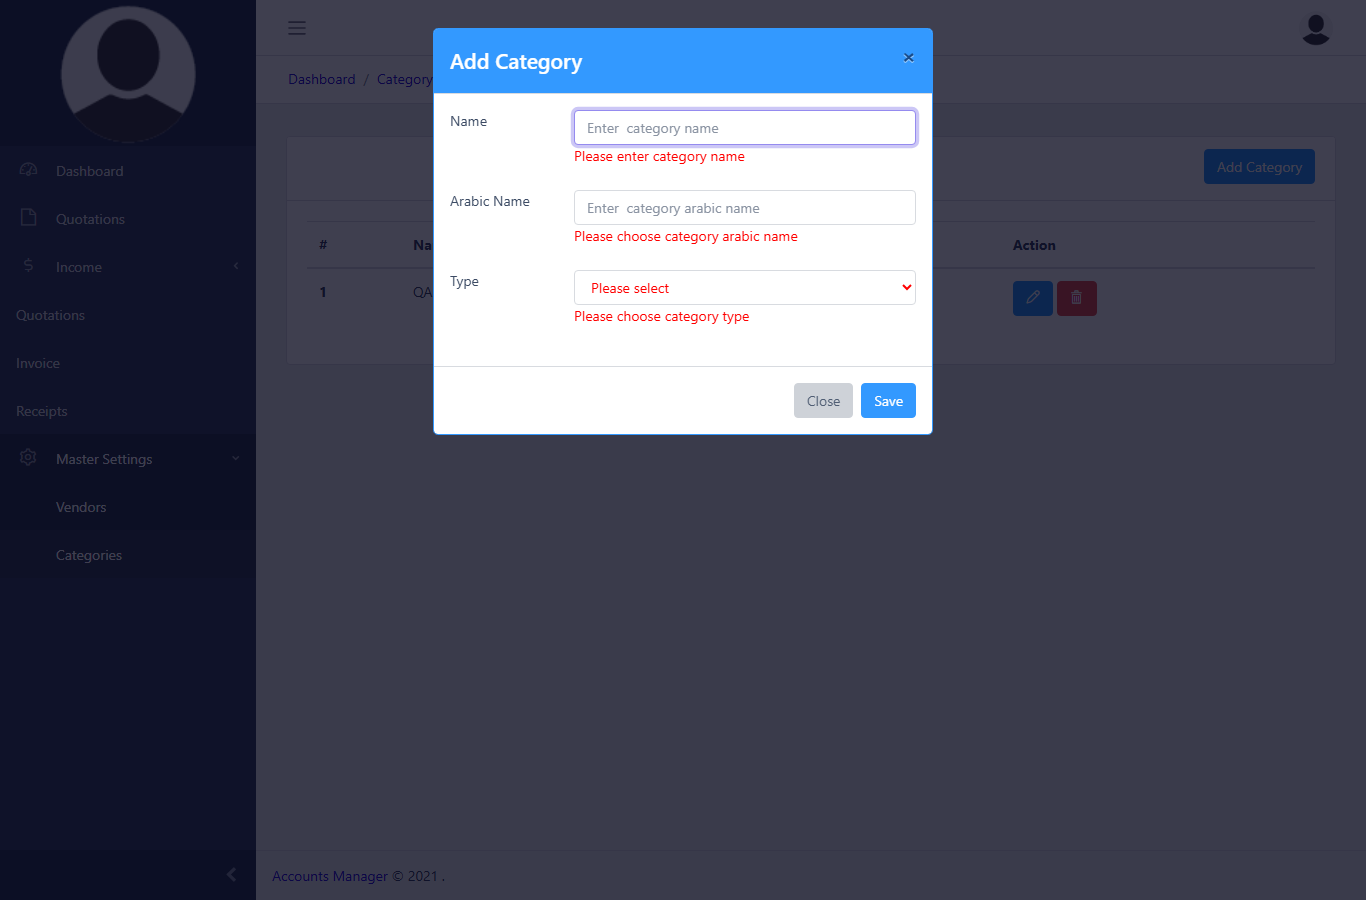 Add Category
×
Name
Enter  category name
Please enter category name
Arabic Name
Enter  category arabic name
Please choose category arabic name
Type
Please select
Please choose category type
Close
Save
Dashboard
Quotations
Income
Quotations
Invoice
Receipts
Master Settings
Vendors
Categories
Dashboard / Category
Add Category
# Na Action
1 QA
Accounts Manager © 2021 .